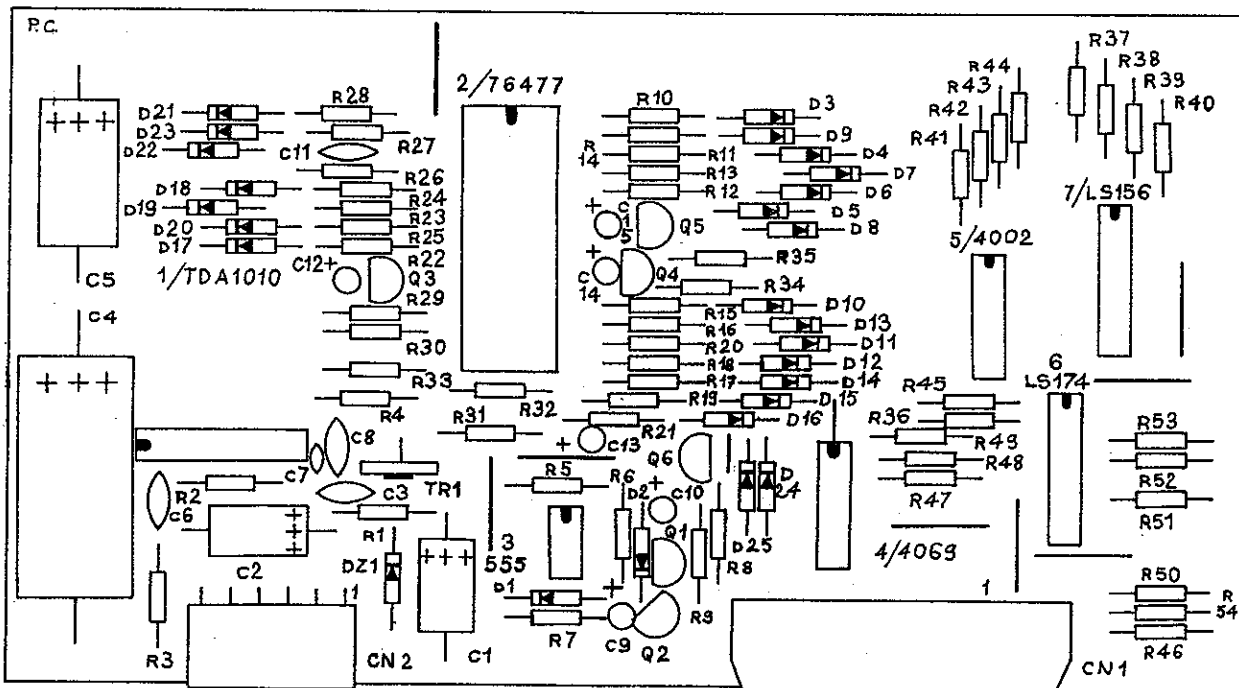 P.C.
2/76477
D21
D23
D22
R28
C11
R27
D18
D19
D20
D17
R26
R24
R23
R25
R22
1/TDA1010
C12
+
Q3
R29
R30
R33
R4
C5
C4
+ + +
+ + +
R10
R
14
R11
R13
R12
+
C
15
Q5
+
C
14
Q4
R35
R34
R15
R16
R20
R18
R17
R19
R21
D3
D9
D4
D7
D6
D5
D8
D10
D13
D11
D12
D14
D15
D16
R44
R43
R42
R41
R37
R38
R39
R40
7/LS156
5/4002
6
LS174
R45
R36
R49
R48
R47
R53
R52
R51
R50
R
54
R46
R32
R31
+
C13
C8
C7
R2
C6
C3
TR1
R1
DZ1
C2
+++
1
R3
CN2
+ + +
C1
R5
3
555
D1
R7
R6
D2
+
C10
Q6
Q1
+
C9
Q2
R9
R8
D25
D
24
4/4069
1
CN1